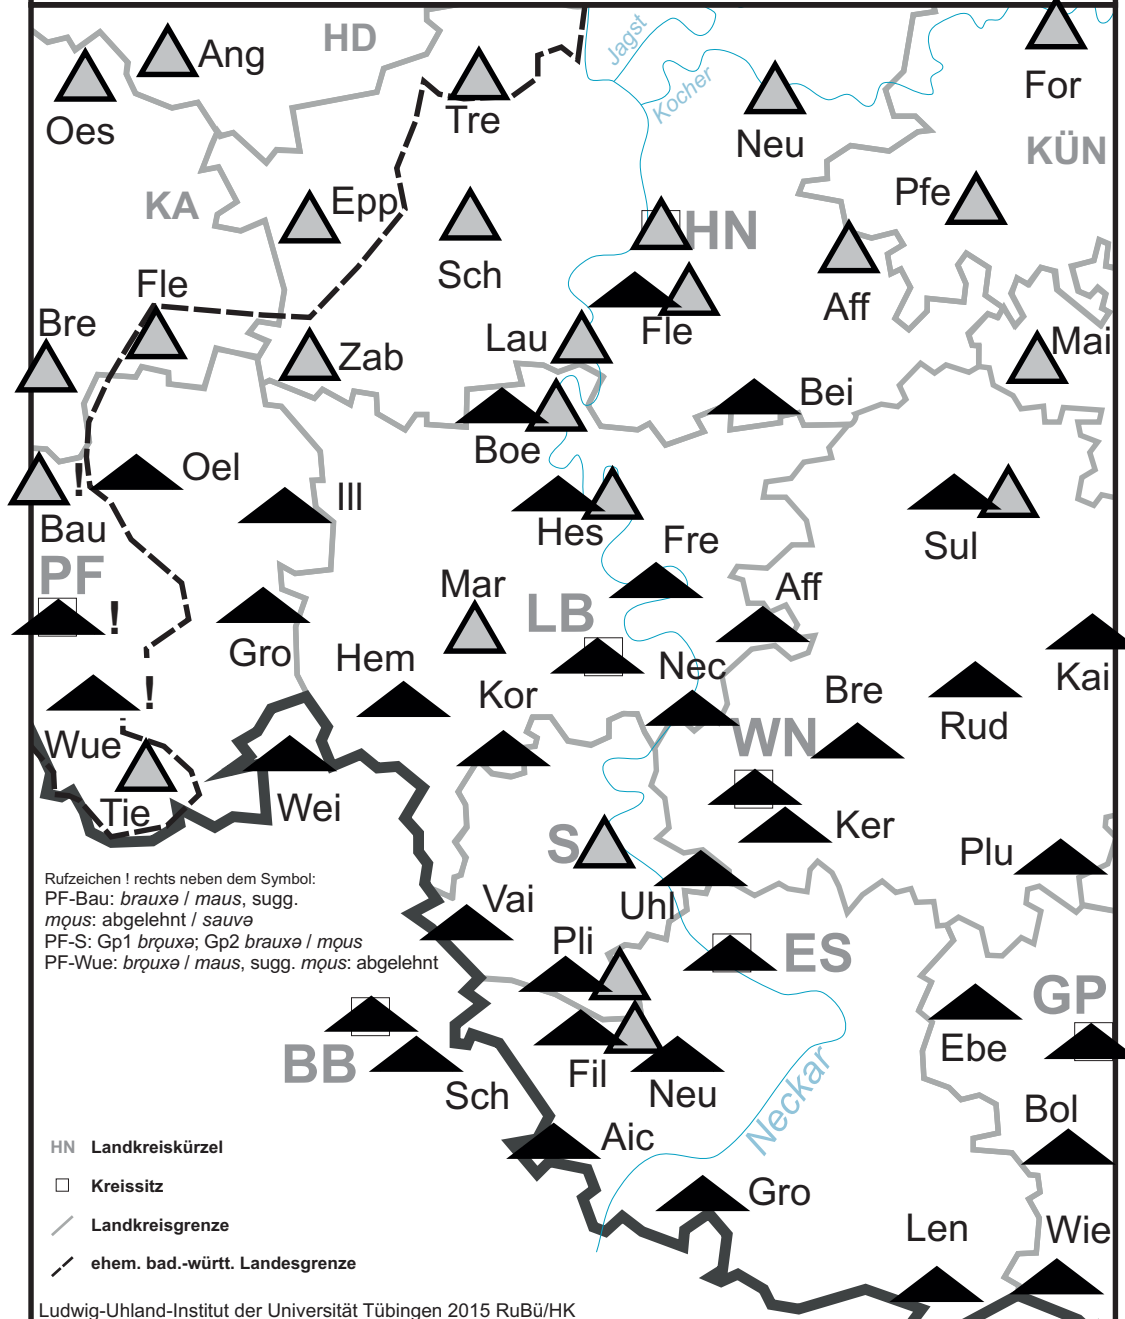 HD
Jagst
Ang
Oes
Tre
Kocher
For
Neu
KÜN
KA
Epp
Pfe
HN
Sch
Aff
Fle
Bre
Lau
Fle
Zab
Mai
Bei
Boe
Oel
Ill
!
Bau
Hes
Sul
Fre
PF
Mar
Aff
LB
!
Gro
Hem
Nec
Kai
Kor
Bre
Rud
!
Wue
WN
Tie
Wei
S
Ker
Plu
Rufzeichen ! rechts neben dem Symbol:
PF-Bau: brauxə / maus, sugg.
mǫus: abgelehnt / sauvə
PF-S: Gp1 brǫuxə; Gp2 brauxə / mǫus
PF-Wue: brǫuxə / maus, sugg. mǫus: abgelehnt
Vai
Uhl
Pli
ES
GP
BB
Fil
Neu
Ebe
Sch
Neckar
Bol
Aic
HN Landkreiskürzel
Kreissitz
Gro
Landkreisgrenze
Len
Wie
ehem. bad.-württ. Landesgrenze
Ludwig-Uhland-Institut der Universität Tübingen 2015 RuBü/HK